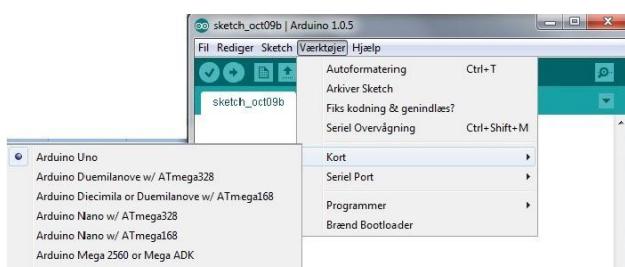 sketch_oct09b | Arduino 1.0.5
Fil Rediger Sketch Værktøjer Hjælp
sketch_oct09b
Autoformatering Ctrl+T
Arkiver Sketch
Fiks kodning & genindlæs?
Seriel Overvågning Ctrl+Shift+M
Kort
Seriel Port
Programmer
Brænd Bootloader
Arduino Uno
Arduino Duemilanove w/ ATmega328
Arduino Diecimila or Duemilanove w/ ATmega168
Arduino Nano w/ ATmega328
Arduino Nano w/ ATmega168
Arduino Mega 2560 or Mega ADK